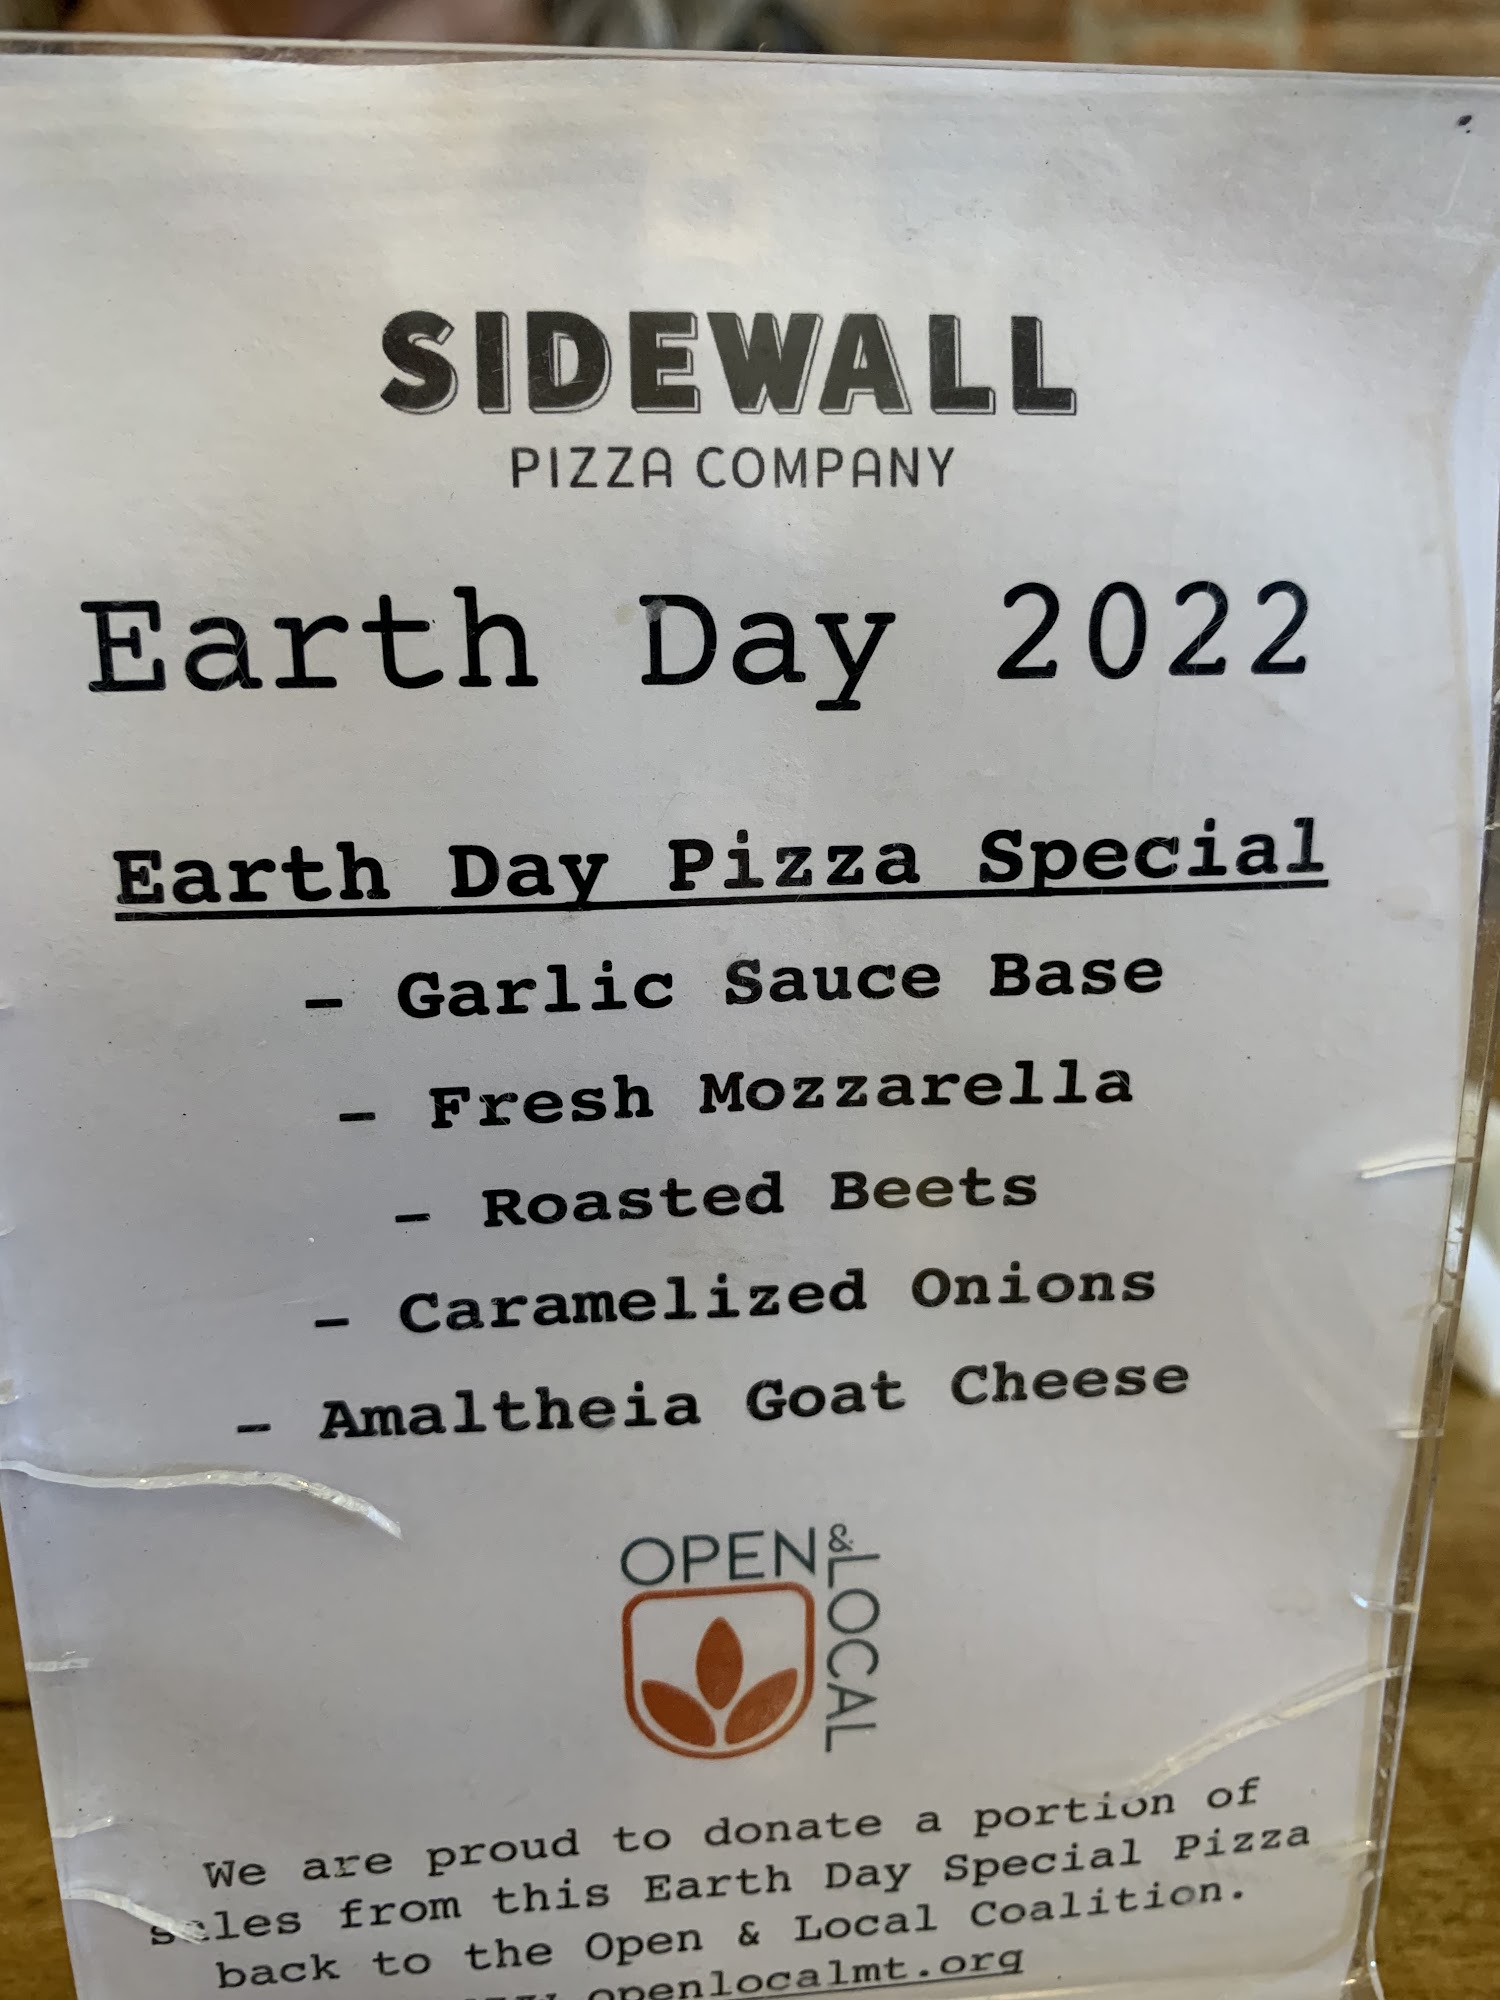 SIDEWALL
PIZZA COMPANY
Earth Day 2022
Earth Day Pizza Special
- Garlic Sauce Base
- Fresh Mozzarella
- Roasted Beets
- Caramelized Onions
- Amaltheia Goat Cheese
OPEN & LOCAL
We are proud to donate a portion of
sales from this Earth Day Special Pizza
back to the Open & Local Coalition.
openlocalmt.org